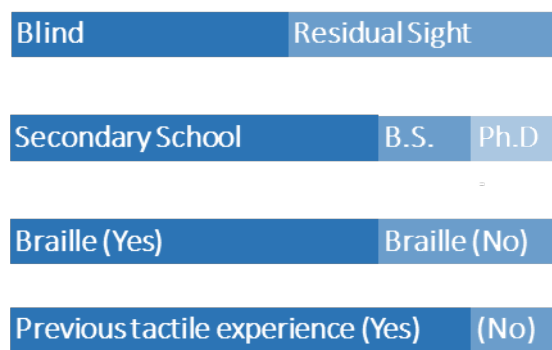 Blind Residual Sight
Secondary School B.S. Ph.D
Braille (Yes) Braille (No)
Previous tactile experience (Yes) (No)